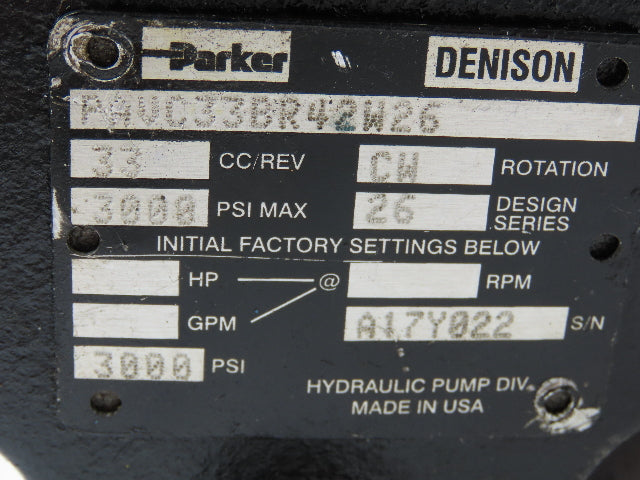 Parker DENISON
PAVC33BR42W26
33 CC/REV CW ROTATION
3000 PSI MAX 26 DESIGN SERIES
INITIAL FACTORY SETTINGS BELOW
HP @ RPM
GPM A17Y022 S/N
3000 PSI
HYDRAULIC PUMP DIV.
MADE IN USA